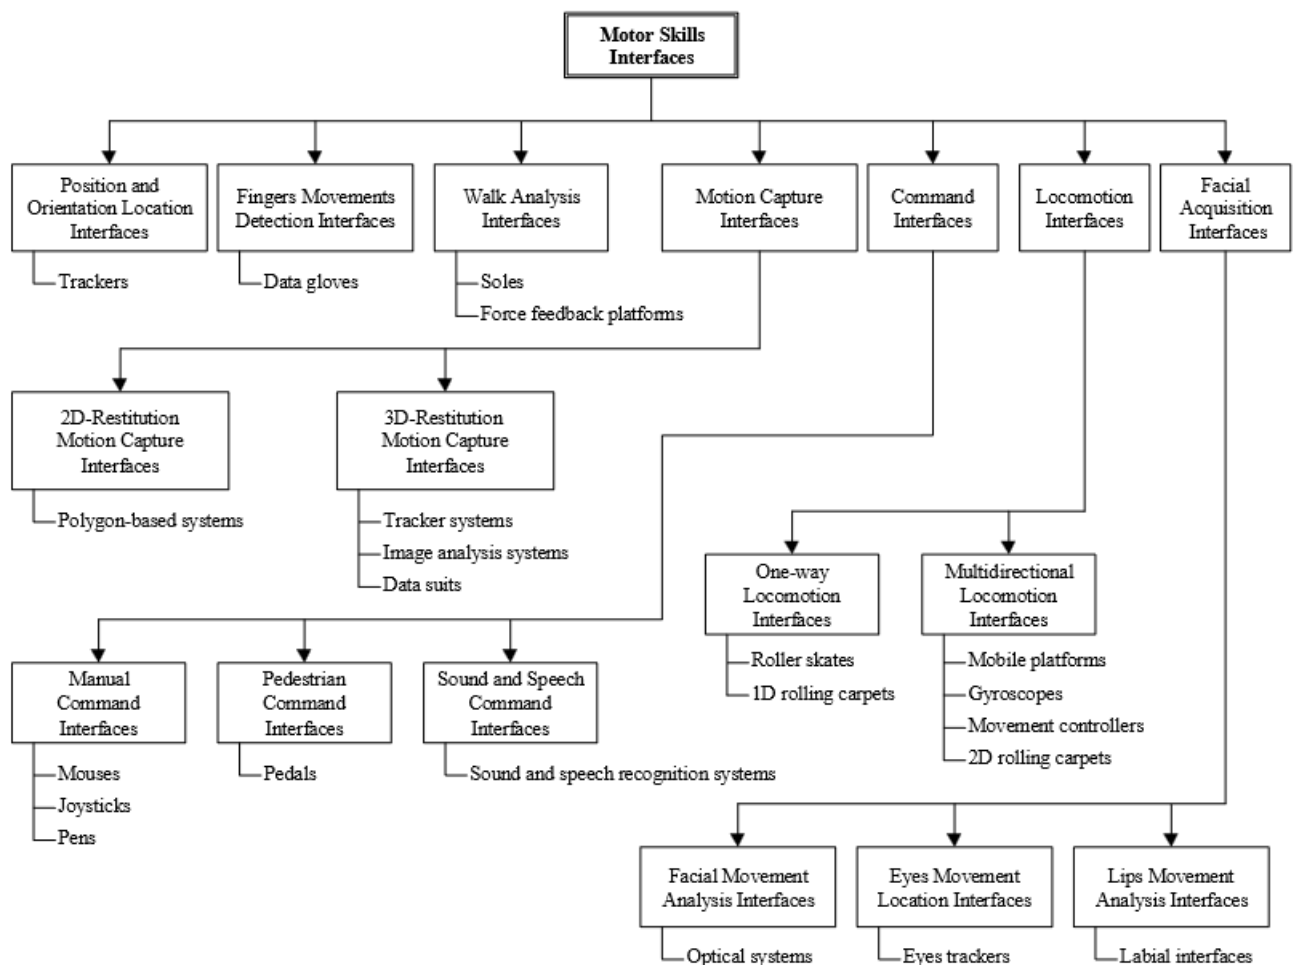 Motor Skills
Interfaces
Position and
Orientation Location
Interfaces
Trackers
Fingers Movements
Detection Interfaces
Data gloves
Walk Analysis
Interfaces
Soles
Force feedback platforms
Motion Capture
Interfaces
Command
Interfaces
Locomotion
Interfaces
Facial
Acquisition
Interfaces
2D-Restitution
Motion Capture
Interfaces
Polygon-based systems
3D-Restitution
Motion Capture
Interfaces
Tracker systems
Image analysis systems
Data suits
One-way
Locomotion
Interfaces
Roller skates
1D rolling carpets
Multidirectional
Locomotion
Interfaces
Mobile platforms
Gyroscopes
Movement controllers
2D rolling carpets
Manual
Command
Interfaces
Mouses
Joysticks
Pens
Pedestrian
Command
Interfaces
Pedals
Sound and Speech
Command
Interfaces
Sound and speech recognition systems
Facial Movement
Analysis Interfaces
Optical systems
Eyes Movement
Location Interfaces
Eyes trackers
Lips Movement
Analysis Interfaces
Labial interfaces